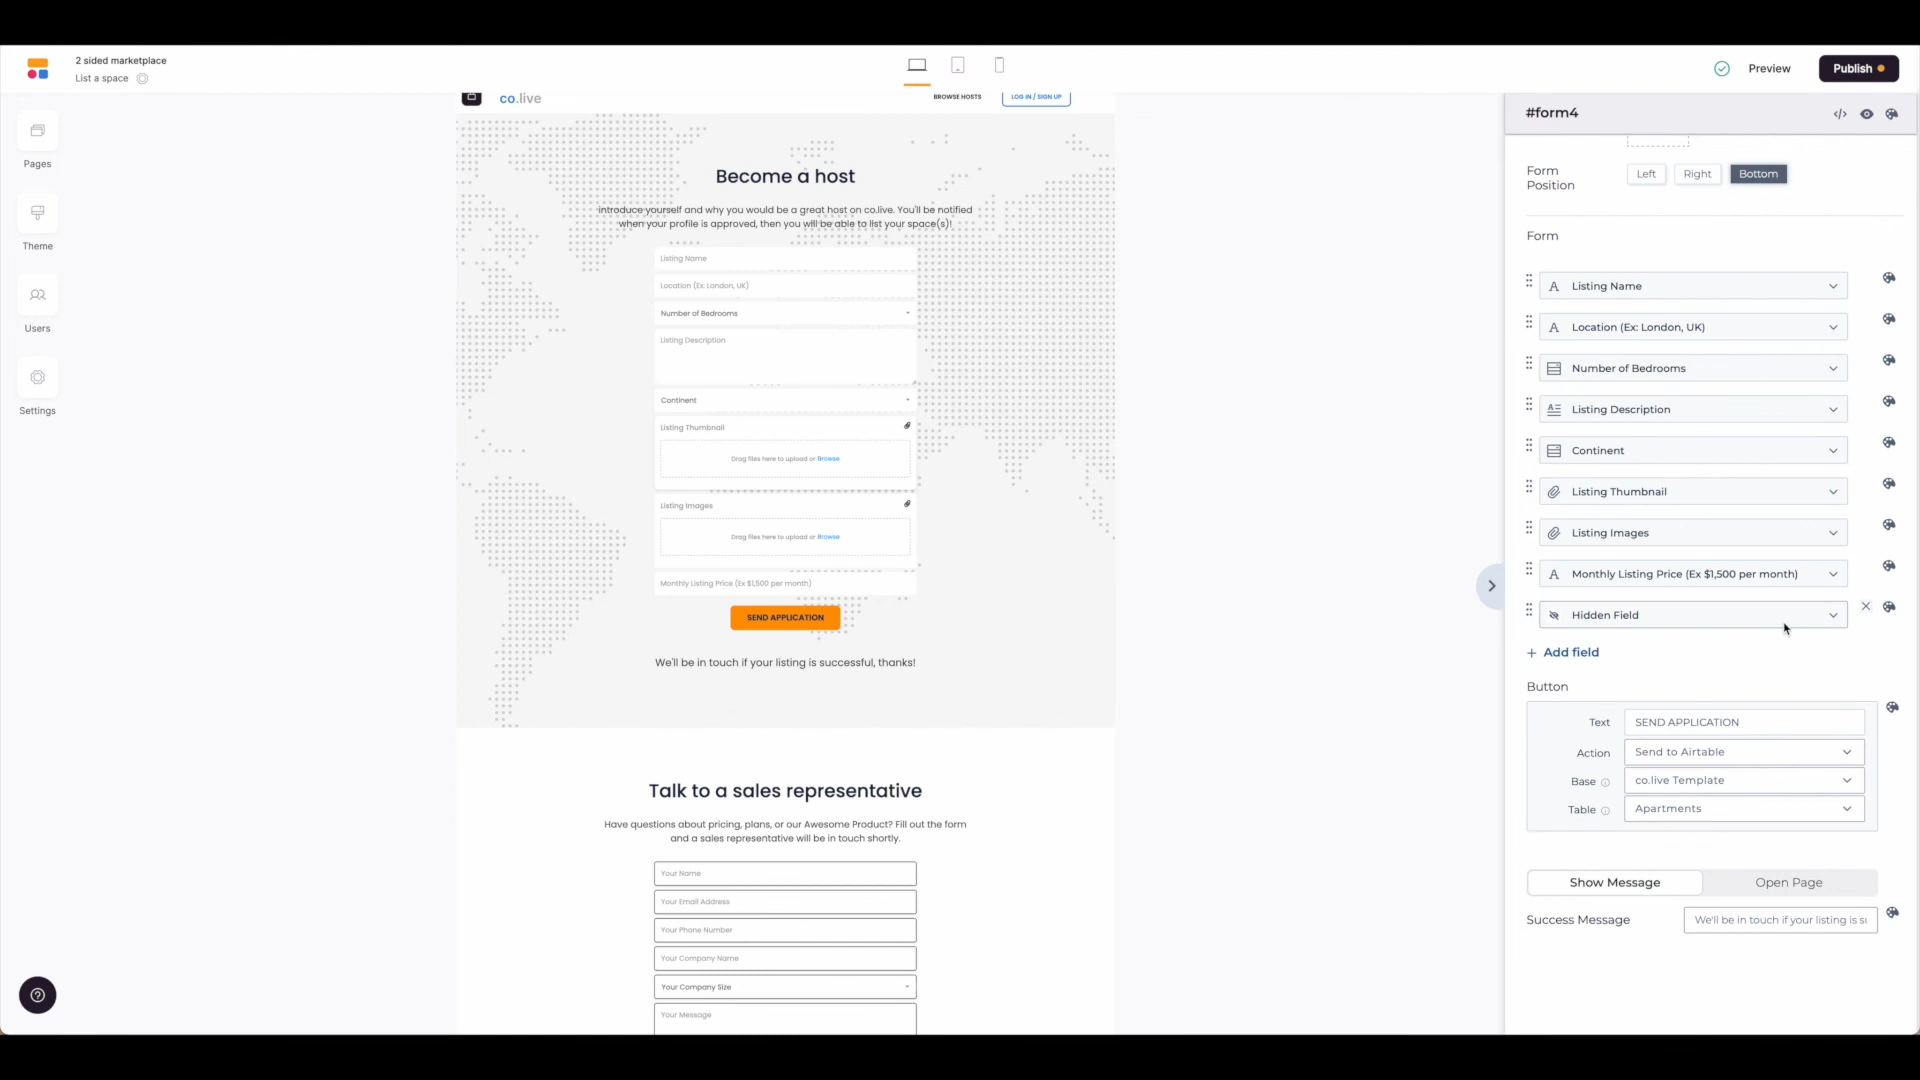 2 sided marketplace
List a space
Preview
Publish
Pages
Theme
Users
Settings
co.live
BROWSE HOSTS
LOG IN / SIGN UP
Become a host
Introduce yourself and why you would be a great host on co.live. You'll be notified
when your profile is approved, then you will be able to list your space(s)!
Listing Name
Location (Ex: London, UK)
Number of Bedrooms
Listing Description
Continent
Listing Thumbnail
Drag files here to upload or Browse
Listing Images
Drag files here to upload or Browse
Monthly Listing Price (Ex $1,500 per month)
SEND APPLICATION
We'll be in touch if your listing is successful, thanks!
Talk to a sales representative
Have questions about pricing, plans, or our Awesome Product? Fill out the form
and a sales representative will be in touch shortly.
Your Name
Your Email Address
Your Phone Number
Your Company Name
Your Company Size
Your Message
#form4
Form
Position
Left
Right
Bottom
Form
Listing Name
Location (Ex: London, UK)
Number of Bedrooms
Listing Description
Continent
Listing Thumbnail
Listing Images
Monthly Listing Price (Ex $1,500 per month)
Hidden Field
+ Add field
Button
Text
SEND APPLICATION
Action
Send to Airtable
Base
co.live Template
Table
Apartments
Show Message
Open Page
Success Message
We'll be in touch if your listing is su